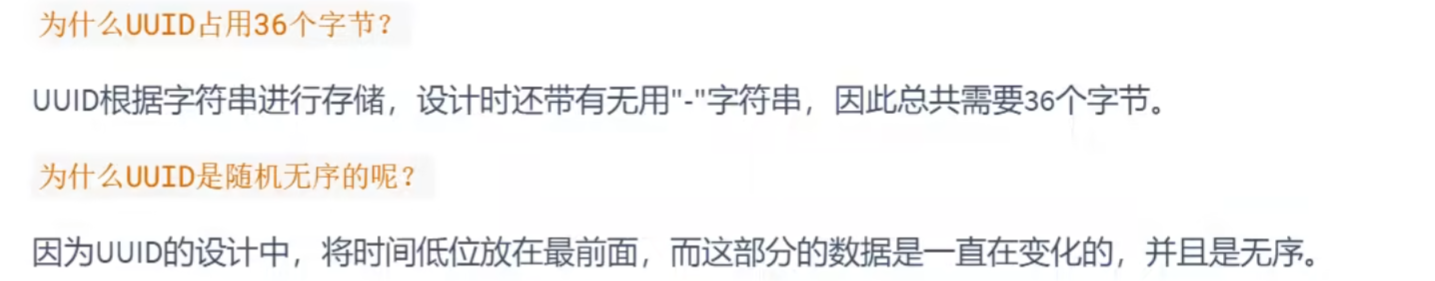 为什么UUID占用36个字节？
UUID根据字符串进行存储，设计时还带有无用"-"字符串，因此总共需要36个字节。
为什么UUID是随机无序的呢？
因为UUID的设计中，将时间低位放在最前面，而这部分的数据是一直在变化的，并且是无序。